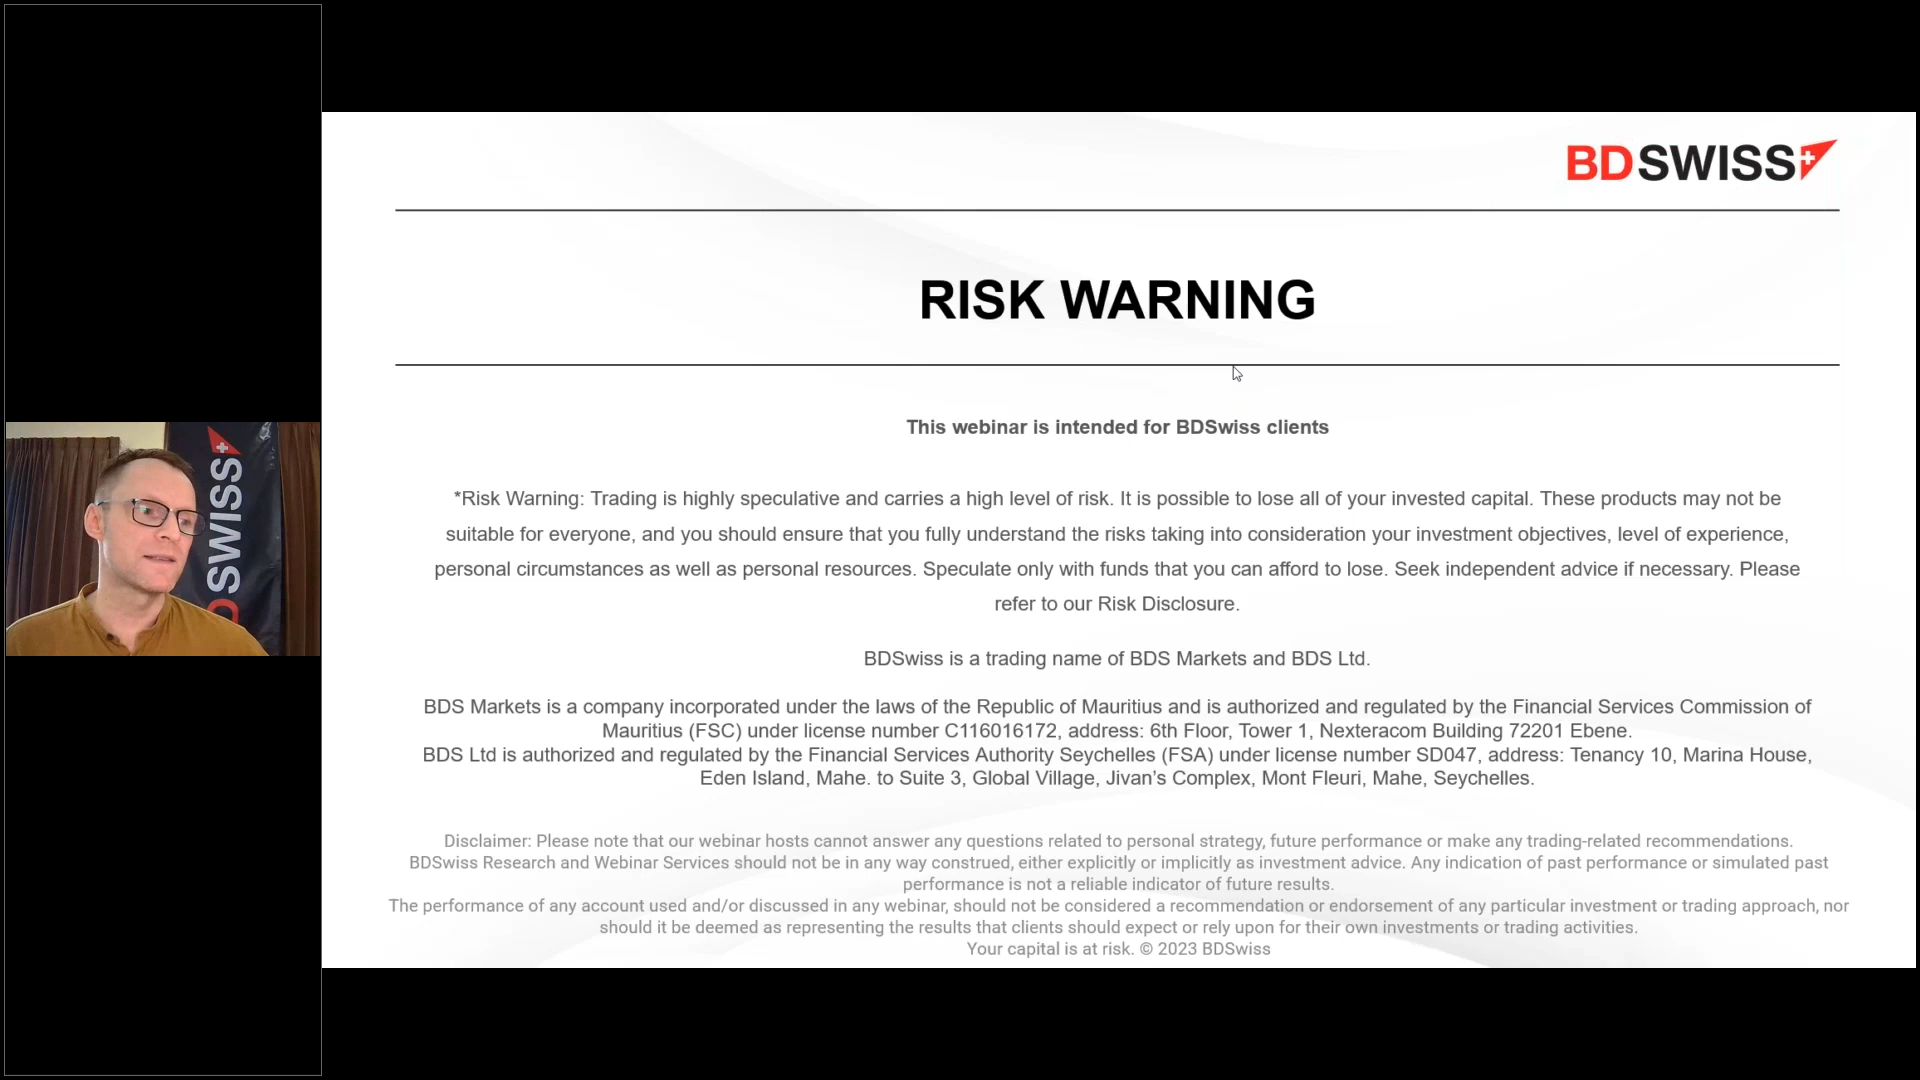 BDSWISS
RISK WARNING
This webinar is intended for BDSwiss clients
*Risk Warning: Trading is highly speculative and carries a high level of risk. It is possible to lose all of your invested capital. These products may not be
suitable for everyone, and you should ensure that you fully understand the risks taking into consideration your investment objectives, level of experience,
personal circumstances as well as personal resources. Speculate only with funds that you can afford to lose. Seek independent advice if necessary. Please
refer to our Risk Disclosure.
BDSwiss is a trading name of BDS Markets and BDS Ltd.
BDS Markets is a company incorporated under the laws of the Republic of Mauritius and is authorized and regulated by the Financial Services Commission of
Mauritius (FSC) under license number C116016172, address: 6th Floor, Tower 1, Nexteracom Building 72201 Ebene.
BDS Ltd is authorized and regulated by the Financial Services Authority Seychelles (FSA) under license number SD047, address: Tenancy 10, Marina House,
Eden Island, Mahe. to Suite 3, Global Village, Jivan’s Complex, Mont Fleuri, Mahe, Seychelles.
Disclaimer: Please note that our webinar hosts cannot answer any questions related to personal strategy, future performance or make any trading-related recommendations.
BDSwiss Research and Webinar Services should not be in any way construed, either explicitly or implicitly as investment advice. Any indication of past performance or simulated past
performance is not a reliable indicator of future results.
The performance of any account used and/or discussed in any webinar, should not be considered a recommendation or endorsement of any particular investment or trading approach, nor
should it be deemed as representing the results that clients should expect or rely upon for their own investments or trading activities.
Your capital is at risk. © 2023 BDSwiss
DSWISS